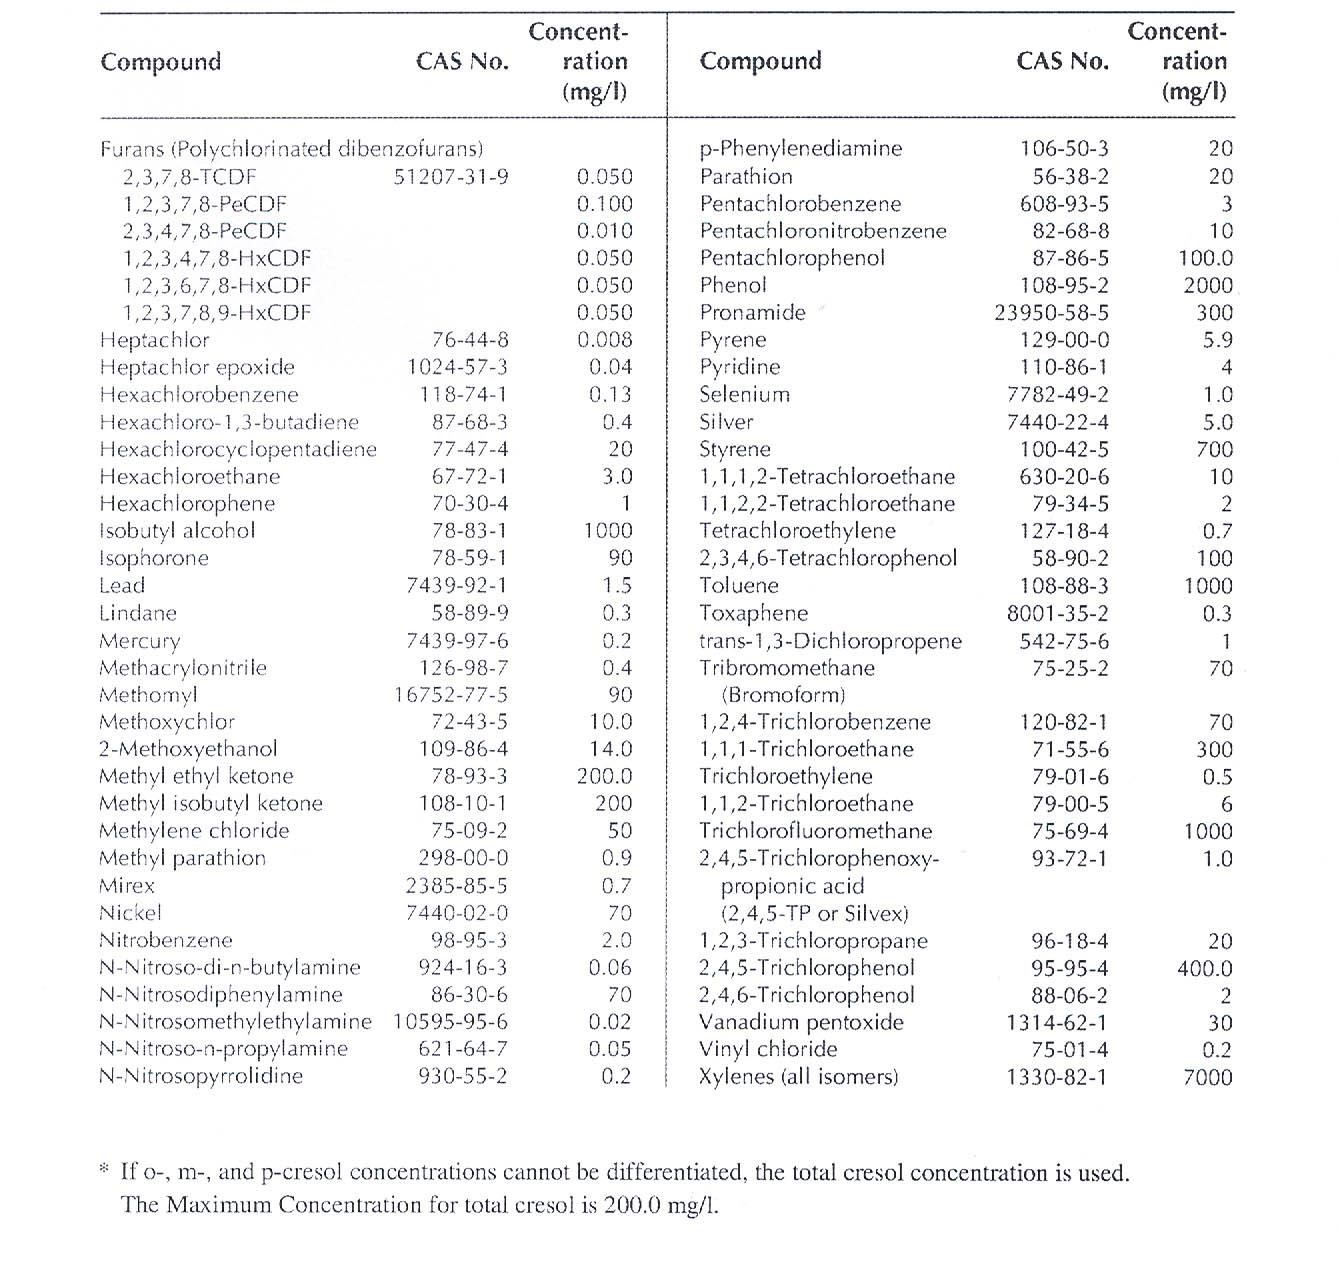 Compound CAS No. Concent-
ration
(mg/l)
Furans (Polychlorinated dibenzofurans)
2,3,7,8-TCDF 51207-31-9 0.050
1,2,3,7,8-PeCDF 0.100
2,3,4,7,8-PeCDF 0.010
1,2,3,4,7,8-HxCDF 0.050
1,2,3,6,7,8-HxCDF 0.050
1,2,3,7,8,9-HxCDF 0.050
Heptachlor 76-44-8 0.008
Heptachlor epoxide 1024-57-3 0.04
Hexachlorobenzene 118-74-1 0.13
Hexachloro-1,3-butadiene 87-68-3 0.4
Hexachlorocyclopentadiene 77-47-4 20
Hexachloroethane 67-72-1 3.0
Hexachlorophene 70-30-4 1
Isobutyl alcohol 78-83-1 1000
Isophorone 78-59-1 90
Lead 7439-92-1 1.5
Lindane 58-89-9 0.3
Mercury 7439-97-6 0.2
Methacrylonitrile 126-98-7 0.4
Methomyl 16752-77-5 90
Methoxychlor 72-43-5 10.0
2-Methoxyethanol 109-86-4 14.0
Methyl ethyl ketone 78-93-3 200.0
Methyl isobutyl ketone 108-10-1 200
Methylene chloride 75-09-2 50
Methyl parathion 298-00-0 0.9
Mirex 2385-85-5 0.7
Nickel 7440-02-0 70
Nitrobenzene 98-95-3 2.0
N-Nitroso-di-n-butylamine 924-16-3 0.06
N-Nitrosodiphenylamine 86-30-6 70
N-Nitrosomethylethylamine 10595-95-6 0.02
N-Nitroso-n-propylamine 621-64-7 0.05
N-Nitrosopyrrolidine 930-55-2 0.2
Compound CAS No. Concent-
ration
(mg/l)
p-Phenylenediamine 106-50-3 20
Parathion 56-38-2 20
Pentachlorobenzene 608-93-5 3
Pentachloronitrobenzene 82-68-8 10
Pentachlorophenol 87-86-5 100.0
Phenol 108-95-2 2000
Pronamide 23950-58-5 300
Pyrene 129-00-0 5.9
Pyridine 110-86-1 4
Selenium 7782-49-2 1.0
Silver 7440-22-4 5.0
Styrene 100-42-5 700
1,1,1,2-Tetrachloroethane 630-20-6 10
1,1,2,2-Tetrachloroethane 79-34-5 2
Tetrachloroethylene 127-18-4 0.7
2,3,4,6-Tetrachlorophenol 58-90-2 100
Toluene 108-88-3 1000
Toxaphene 8001-35-2 0.3
trans-1,3-Dichloropropene 542-75-6 1
Tribromomethane 75-25-2 70
(Bromoform)
1,2,4-Trichlorobenzene 120-82-1 70
1,1,1-Trichloroethane 71-55-6 300
Trichloroethylene 79-01-6 0.5
1,1,2-Trichloroethane 79-00-5 6
Trichlorofluoromethane 75-69-4 1000
2,4,5-Trichlorophenoxy- 93-72-1 1.0
propionic acid
(2,4,5-TP or Silvex)
1,2,3-Trichloropropane 96-18-4 20
2,4,5-Trichlorophenol 95-95-4 400.0
2,4,6-Trichlorophenol 88-06-2 2
Vanadium pentoxide 1314-62-1 30
Vinyl chloride 75-01-4 0.2
Xylenes (all isomers) 1330-82-1 7000
* If o-, m-, and p-cresol concentrations cannot be differentiated, the total cresol concentration is used.
The Maximum Concentration for total cresol is 200.0 mg/l.